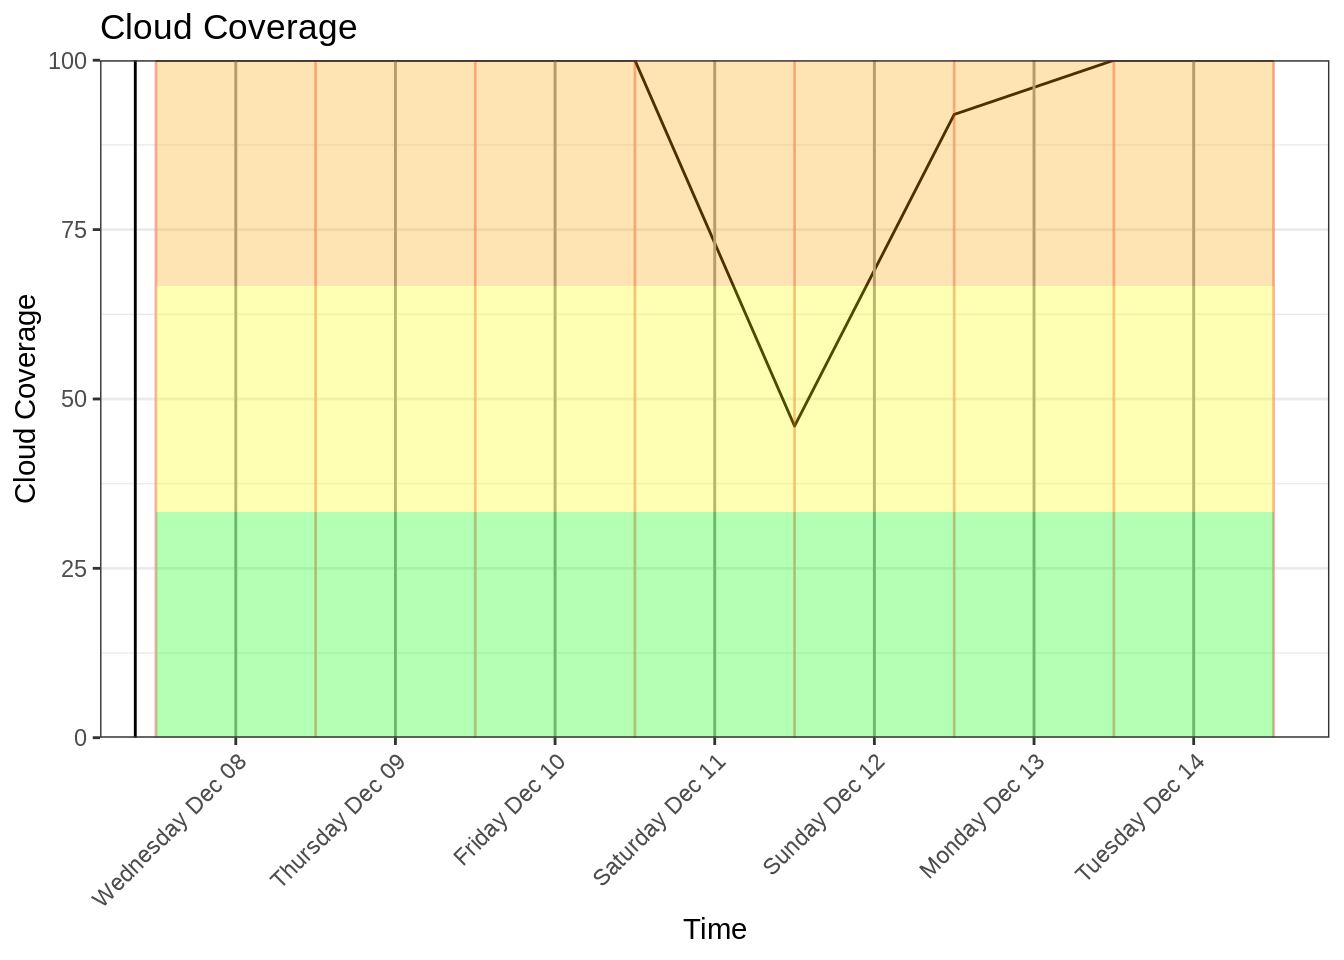 Cloud Coverage
Cloud Coverage
100
75
50
25
0
Wednesday Dec 08
Thursday Dec 09
Friday Dec 10
Saturday Dec 11
Sunday Dec 12
Monday Dec 13
Tuesday Dec 14
Time